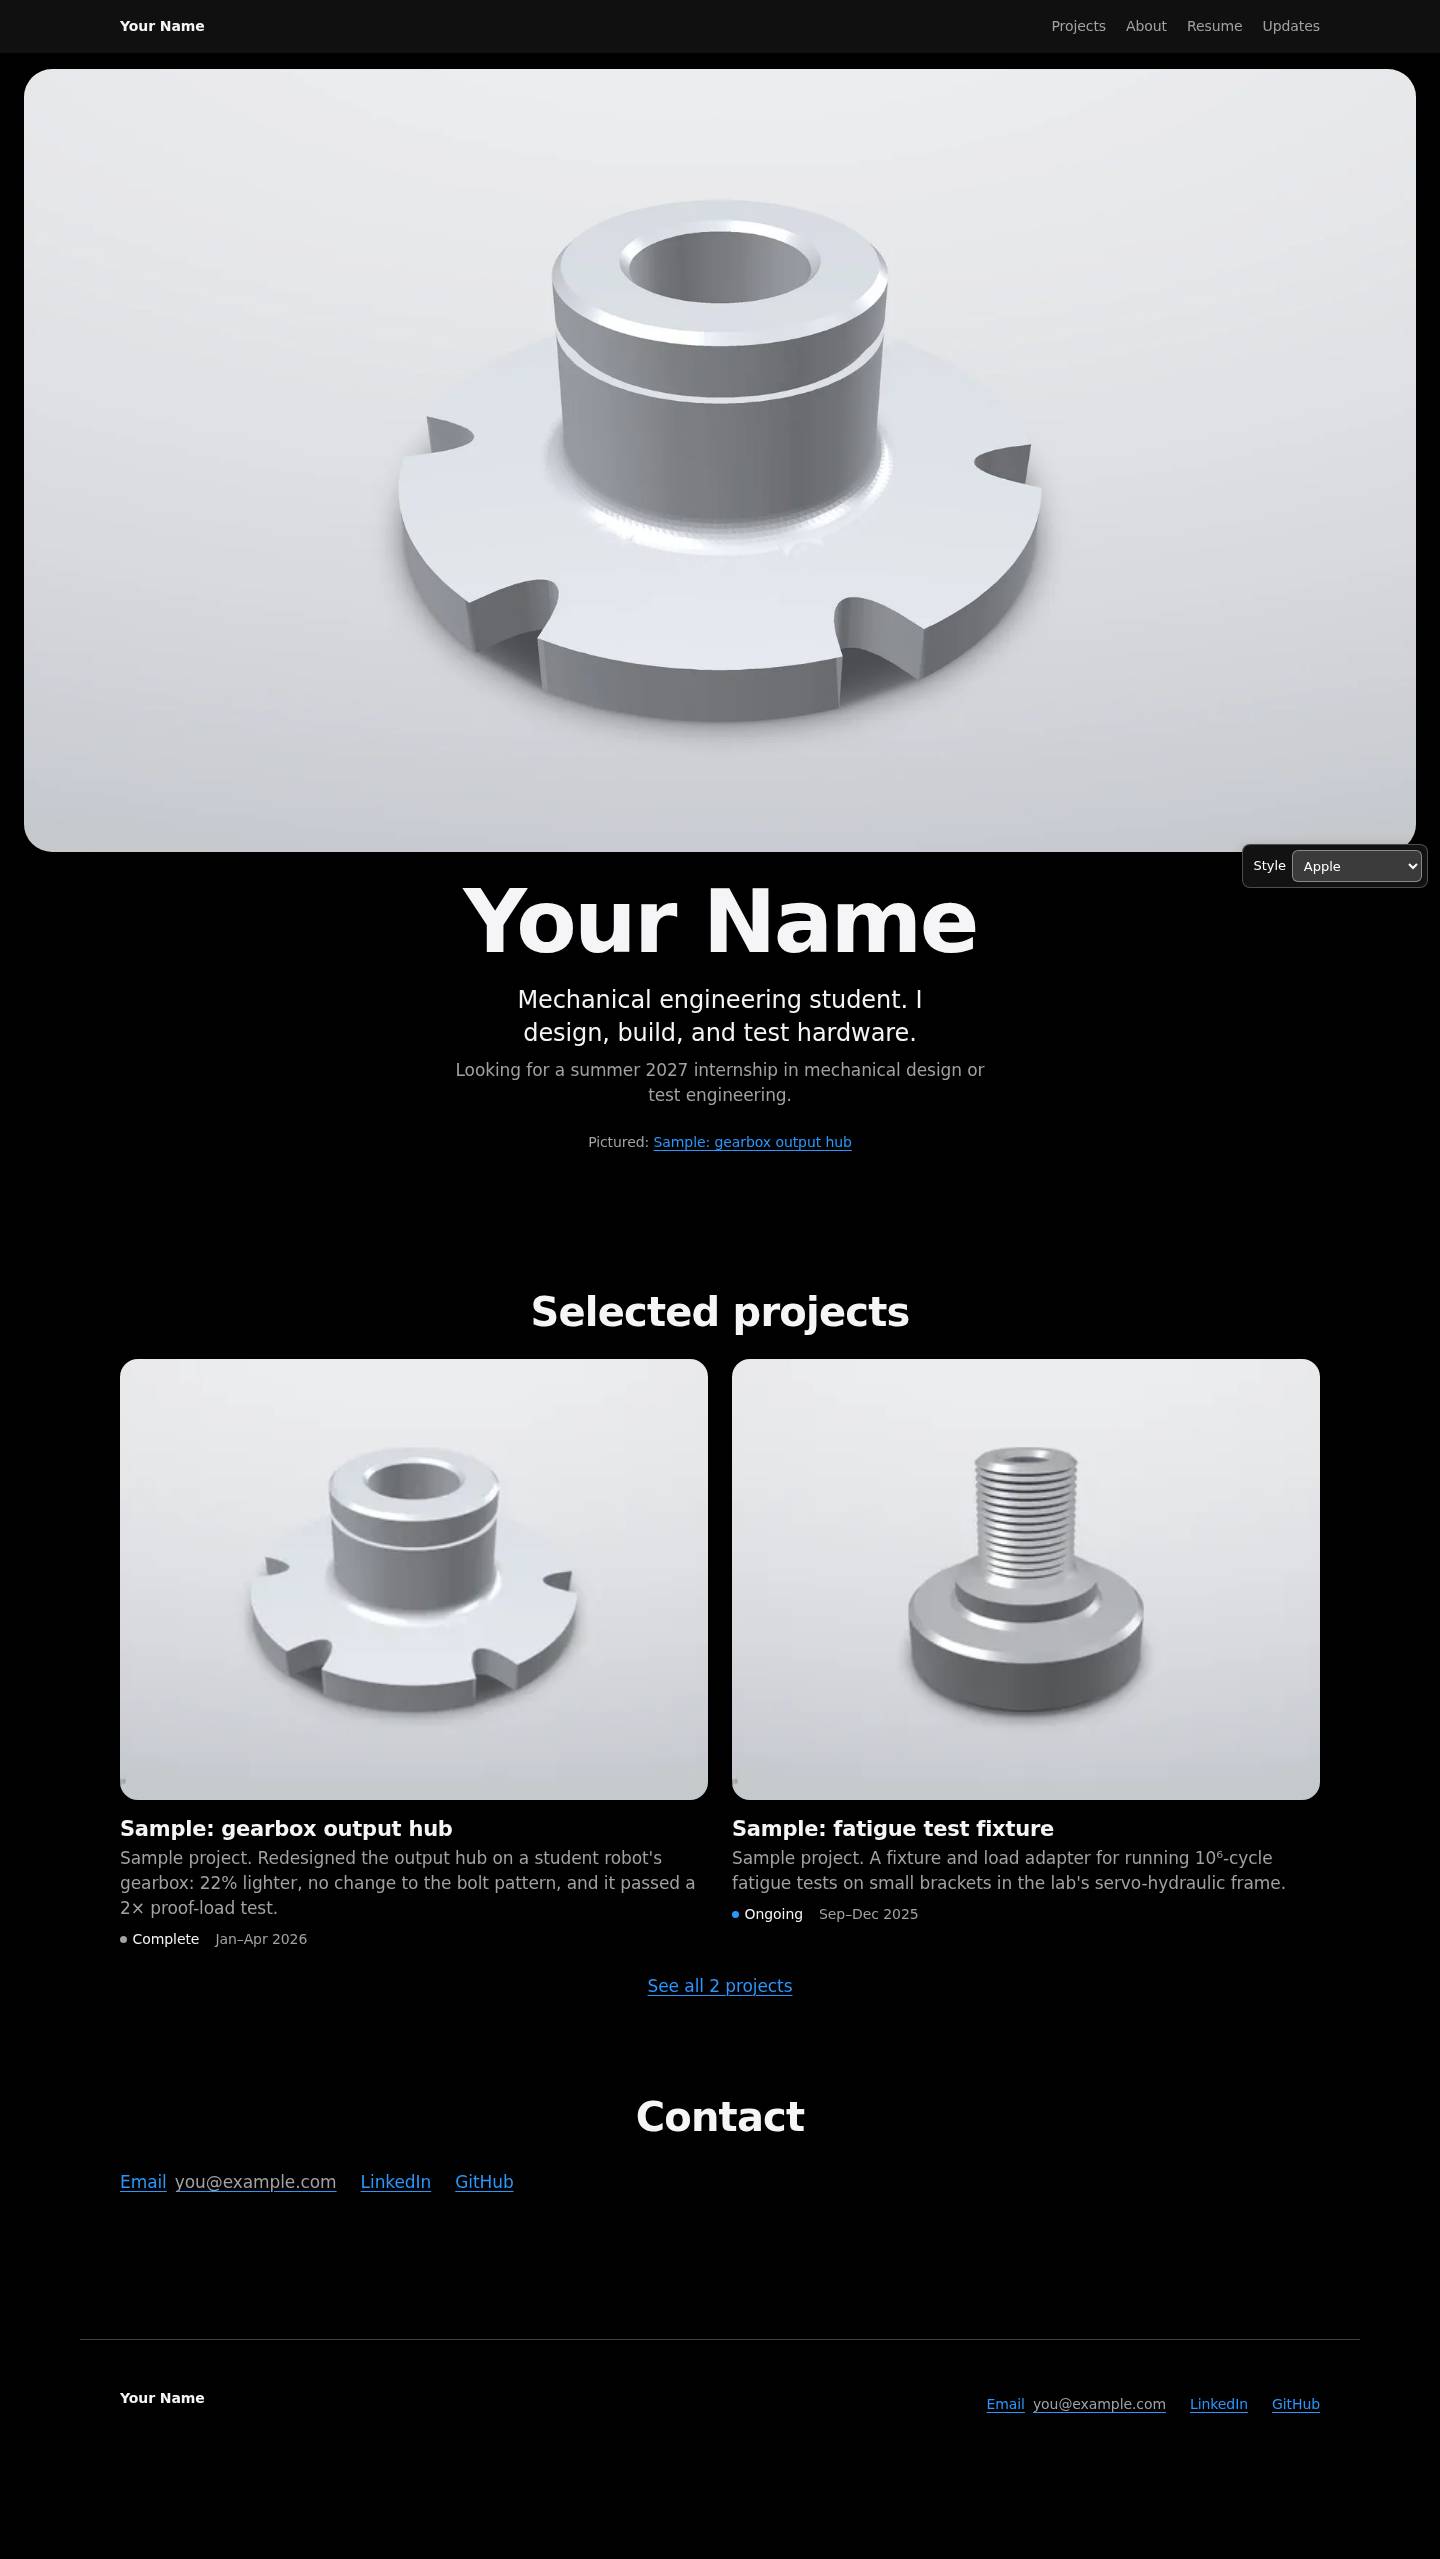 Your Name
Projects About Resume Updates
Style Apple
Your Name
Mechanical engineering student. I
design, build, and test hardware.
Looking for a summer 2027 internship in mechanical design or
test engineering.
Pictured: Sample: gearbox output hub
Selected projects
Sample: gearbox output hub
Sample project. Redesigned the output hub on a student robot's
gearbox: 22% lighter, no change to the bolt pattern, and it passed a
2× proof-load test.
Complete Jan–Apr 2026
Sample: fatigue test fixture
Sample project. A fixture and load adapter for running 10⁶-cycle
fatigue tests on small brackets in the lab's servo-hydraulic frame.
Ongoing Sep–Dec 2025
See all 2 projects
Contact
Email you@example.com LinkedIn GitHub
Your Name
Email you@example.com LinkedIn GitHub